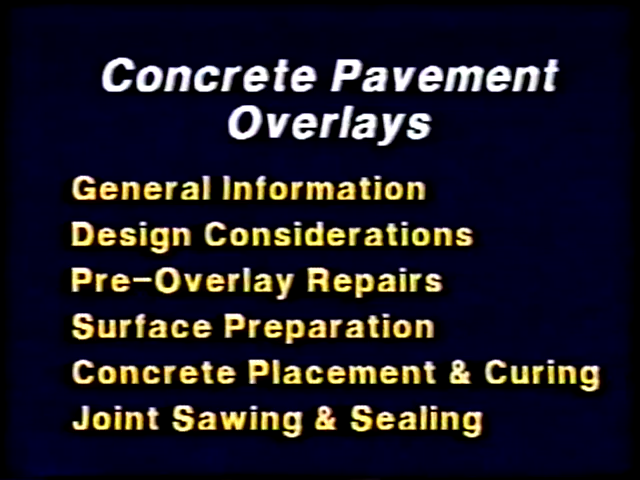 Concrete Pavement
Overlays
General Information
Design Considerations
Pre-Overlay Repairs
Surface Preparation
Concrete Placement & Curing
Joint Sawing & Sealing